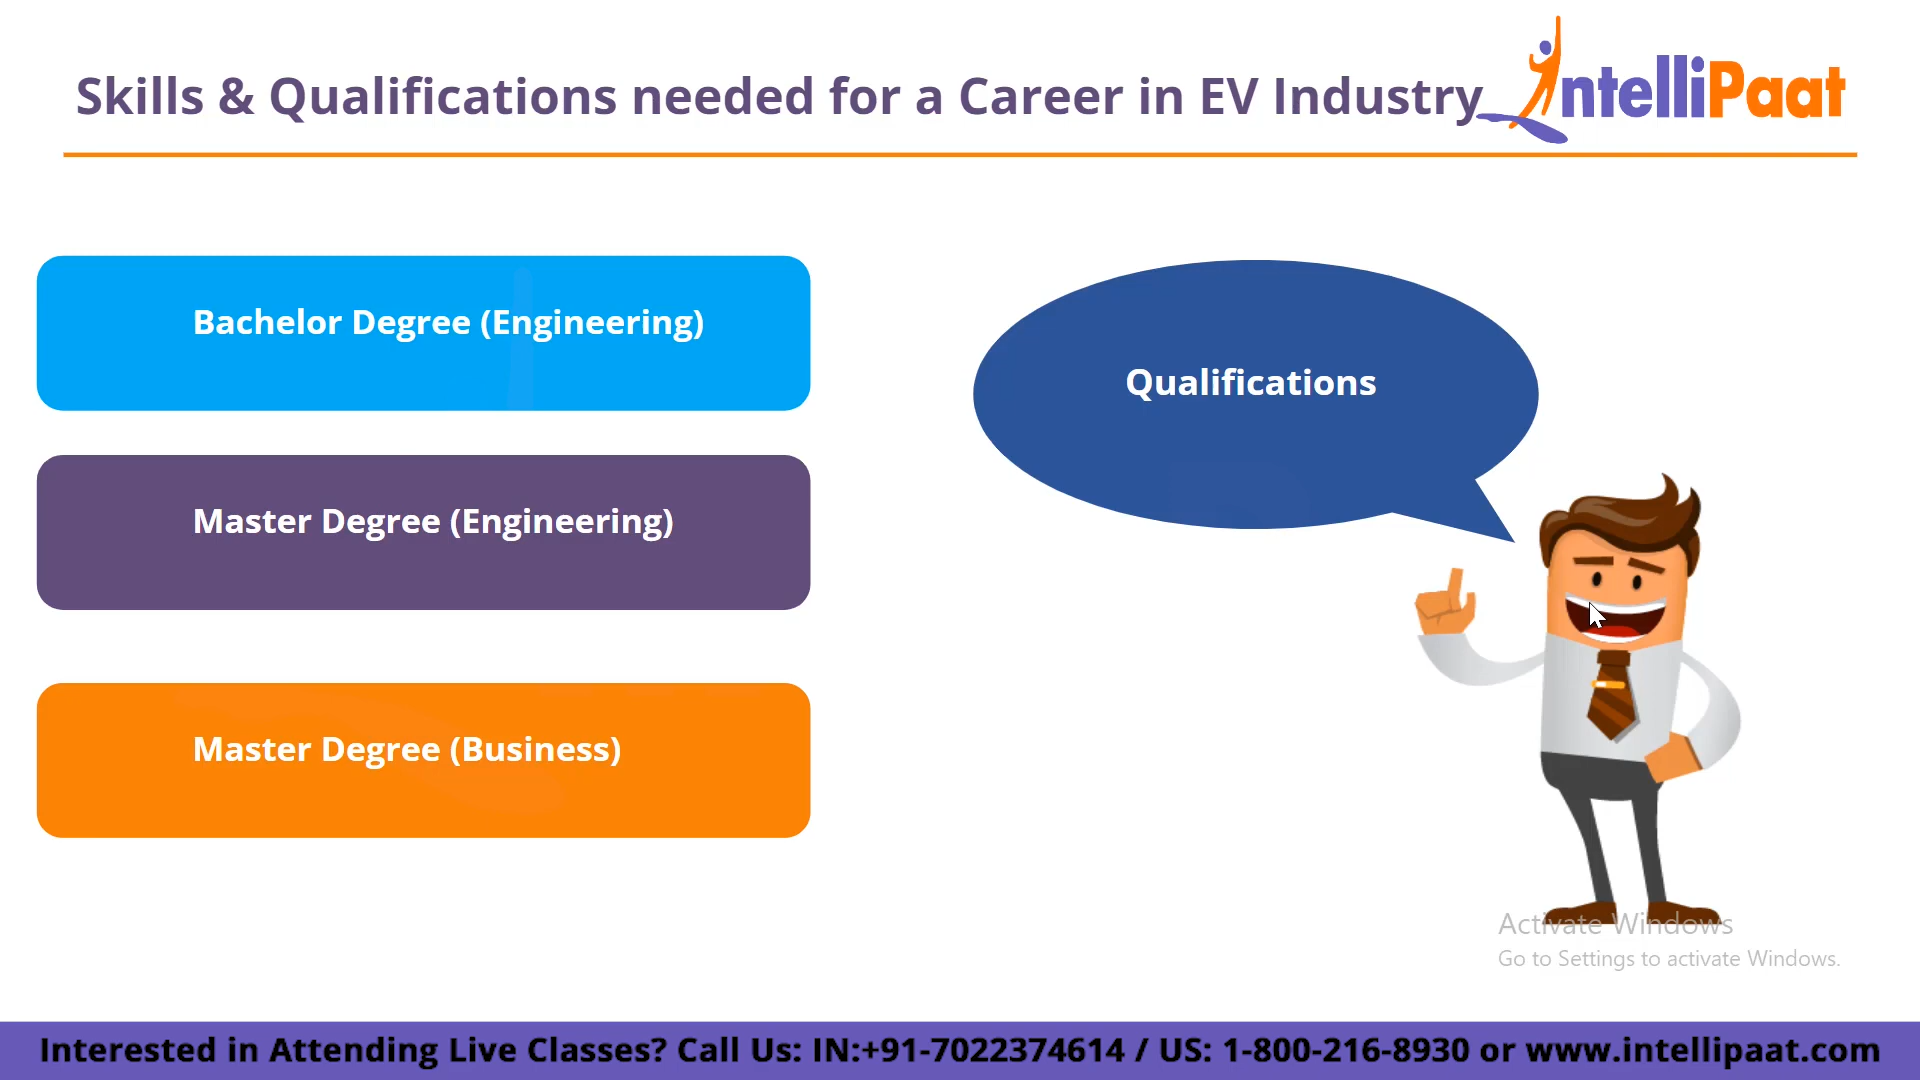 Skills & Qualifications needed for a Career in EV Industry
IntelliPaat
Bachelor Degree (Engineering)
Qualifications
Master Degree (Engineering)
Master Degree (Business)
Activate Windows
Go to Settings to activate Windows.
Interested in Attending Live Classes? Call Us: IN:+91-7022374614 / US: 1-800-216-8930 or www.intellipaat.com